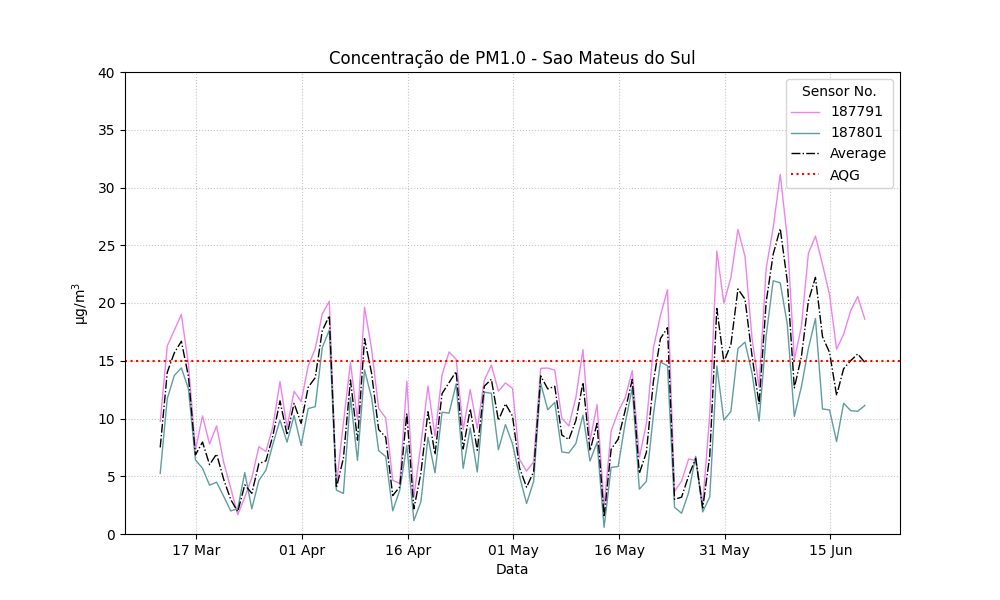 Concentração de PM1.0 - Sao Mateus do Sul
Sensor No.
187791
187801
Average
AQG
40
35
30
25
20
15
10
5
0
µg/m³
17 Mar
01 Apr
16 Apr
01 May
16 May
31 May
15 Jun
Data